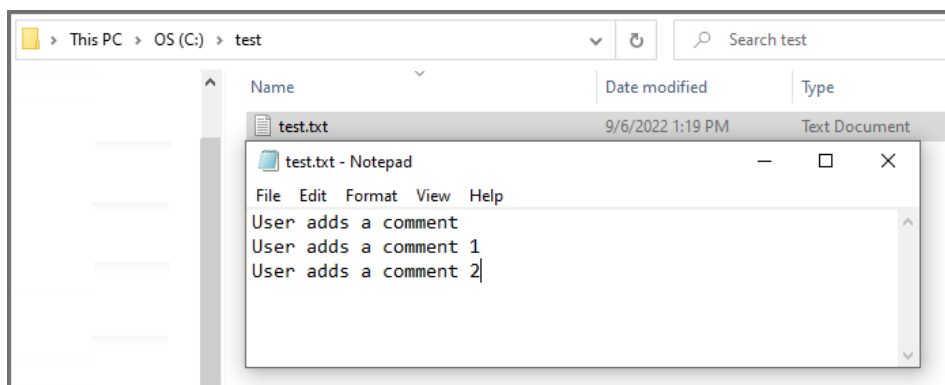 This PC > OS (C:) > test
Search test
Name Date modified Type
test.txt 9/6/2022 1:19 PM Text Document
test.txt - Notepad
File Edit Format View Help
User adds a comment
User adds a comment 1
User adds a comment 2